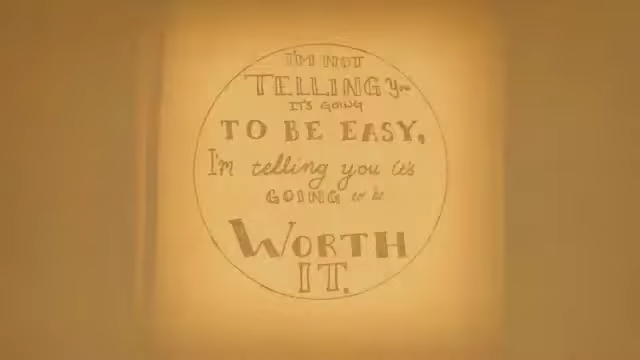 I'M NOT
TELLING You
IT'S GOING
TO BE EASY,
I'm telling you it's
GOING to be
WORTH
IT.